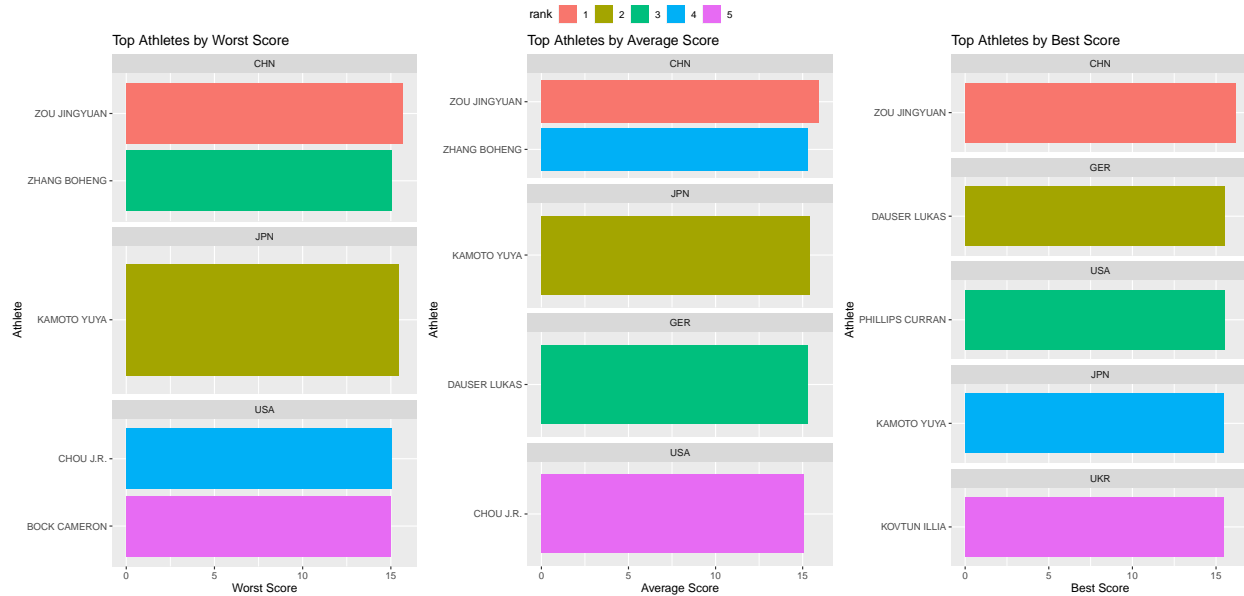 rank 1 2 3 4 5
Top Athletes by Worst Score
CHN
ZOU JINGYUAN
ZHANG BOHENG
JPN
KAMOTO YUYA
USA
CHOU J.R.
BOCK CAMERON
0 5 10 15
Worst Score
Athlete
Top Athletes by Average Score
CHN
ZOU JINGYUAN
ZHANG BOHENG
JPN
KAMOTO YUYA
GER
DAUSER LUKAS
USA
CHOU J.R.
0 5 10 15
Average Score
Athlete
Top Athletes by Best Score
CHN
ZOU JINGYUAN
GER
DAUSER LUKAS
USA
PHILLIPS CURRAN
JPN
KAMOTO YUYA
UKR
KOVTUN ILLIA
0 5 10 15
Best Score
Athlete